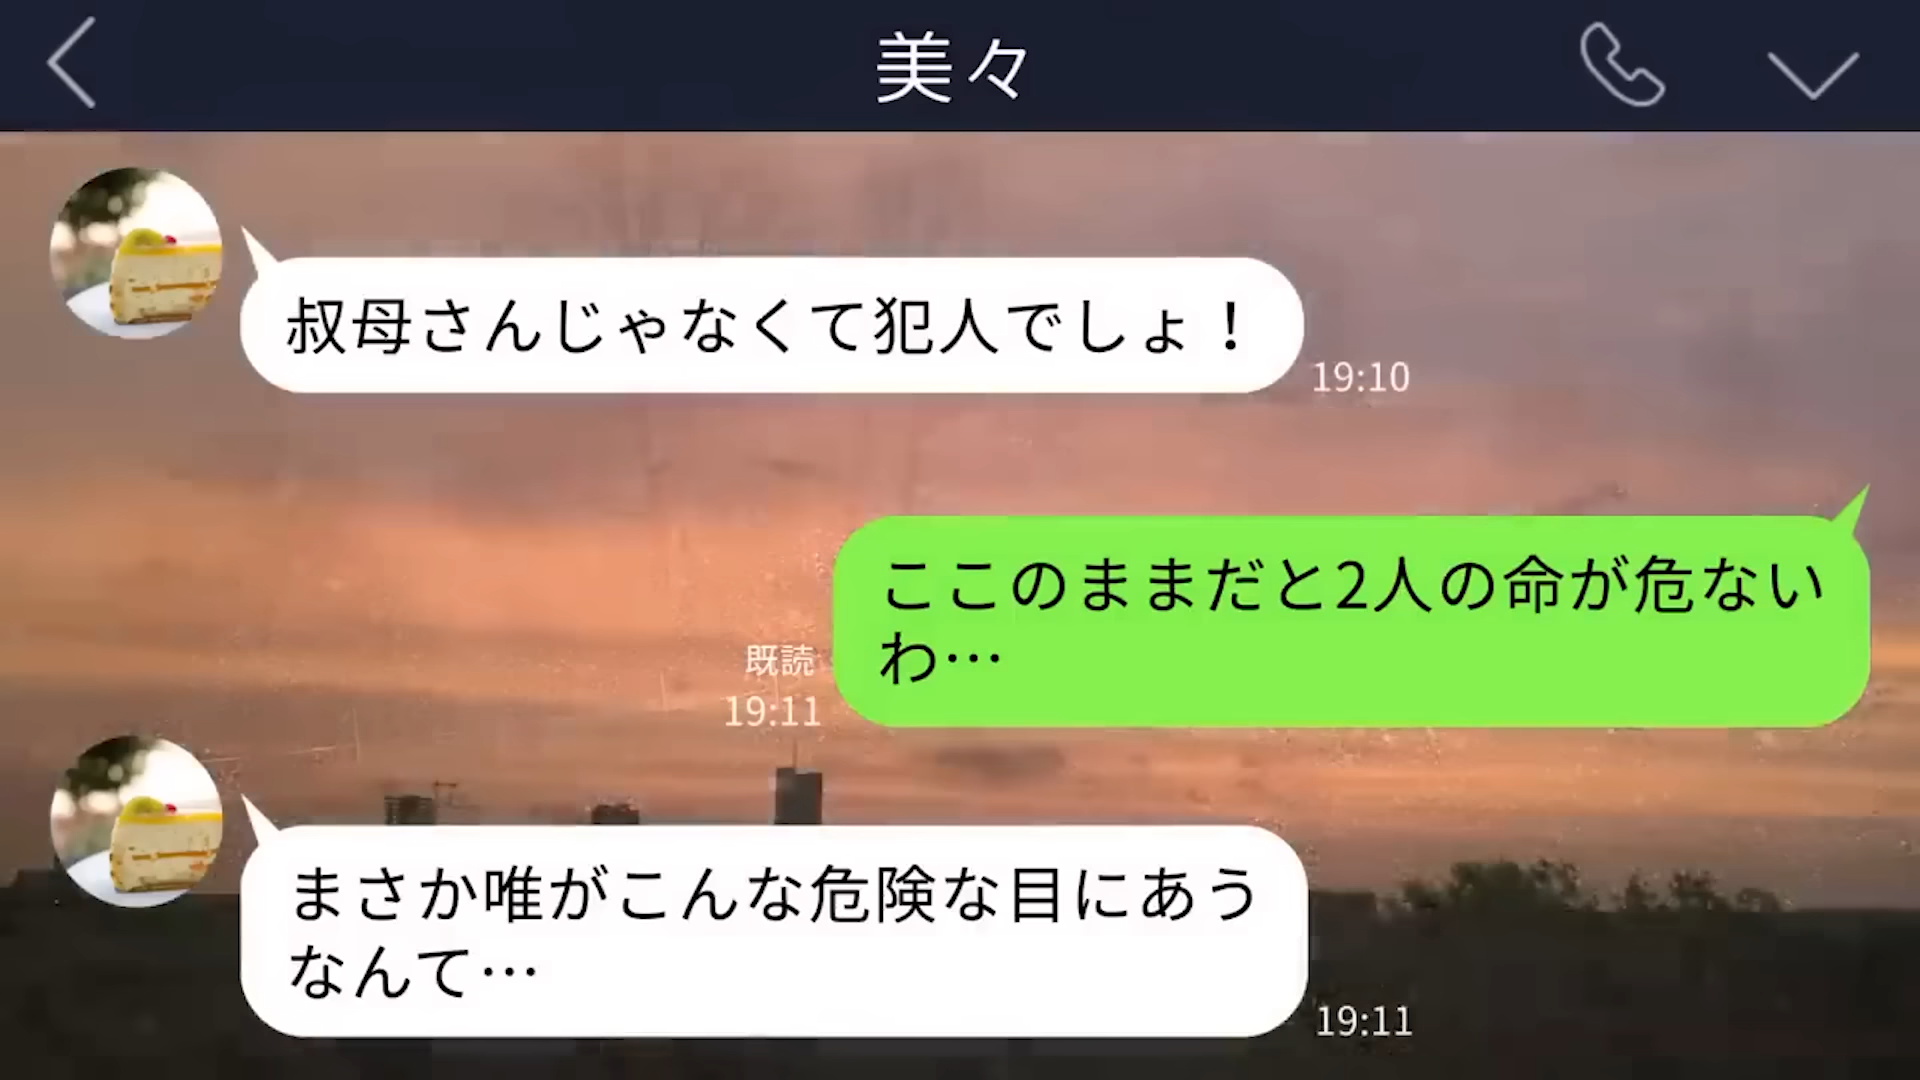 美々
叔母さんじゃなくて犯人でしょ！
19:10
ここのままだと2人の命が危ない
わ…
既読
19:11
まさか唯がこんな危険な目にあう
なんて…
19:11